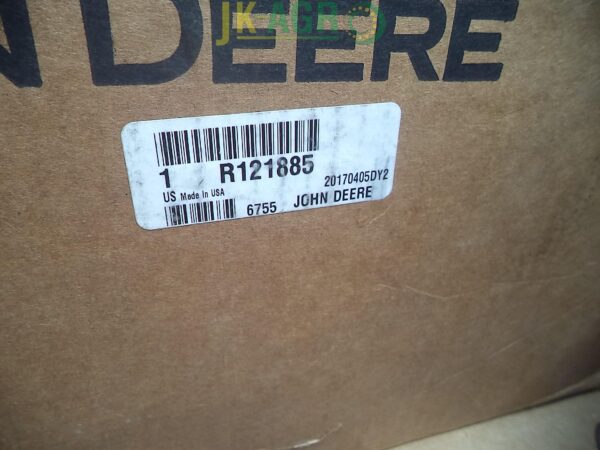 JK AGRO
N DEERE
1 R121885 20170405DY2
US Made In USA
6755 JOHN DEERE